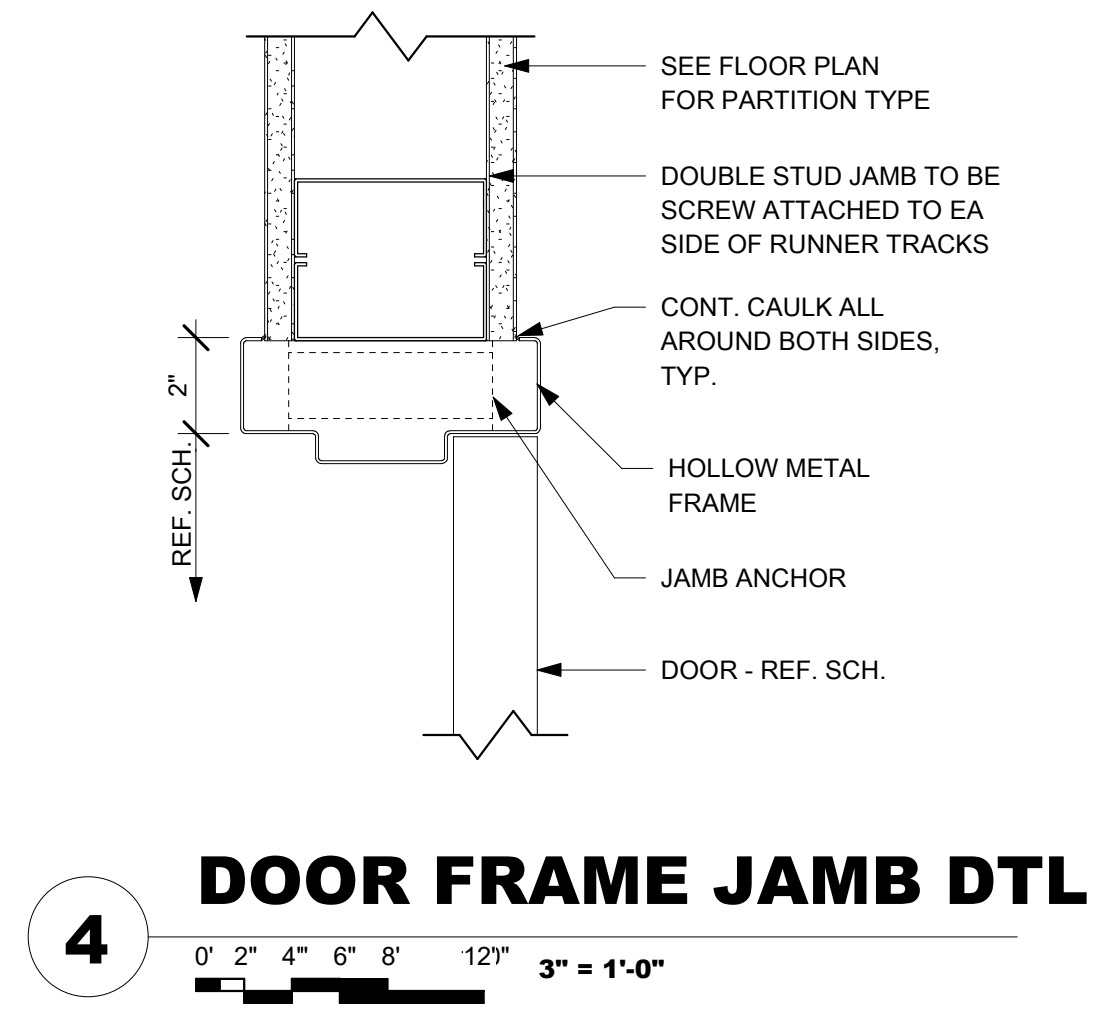 SEE FLOOR PLAN
FOR PARTITION TYPE
DOUBLE STUD JAMB TO BE
SCREW ATTACHED TO EA
SIDE OF RUNNER TRACKS
CONT. CAULK ALL
AROUND BOTH SIDES,
TYP.
2"
REF. SCH.
HOLLOW METAL
FRAME
JAMB ANCHOR
DOOR - REF. SCH.
4
DOOR FRAME JAMB DTL
0' 2" 4" 6" 8'
3" = 1'-0"